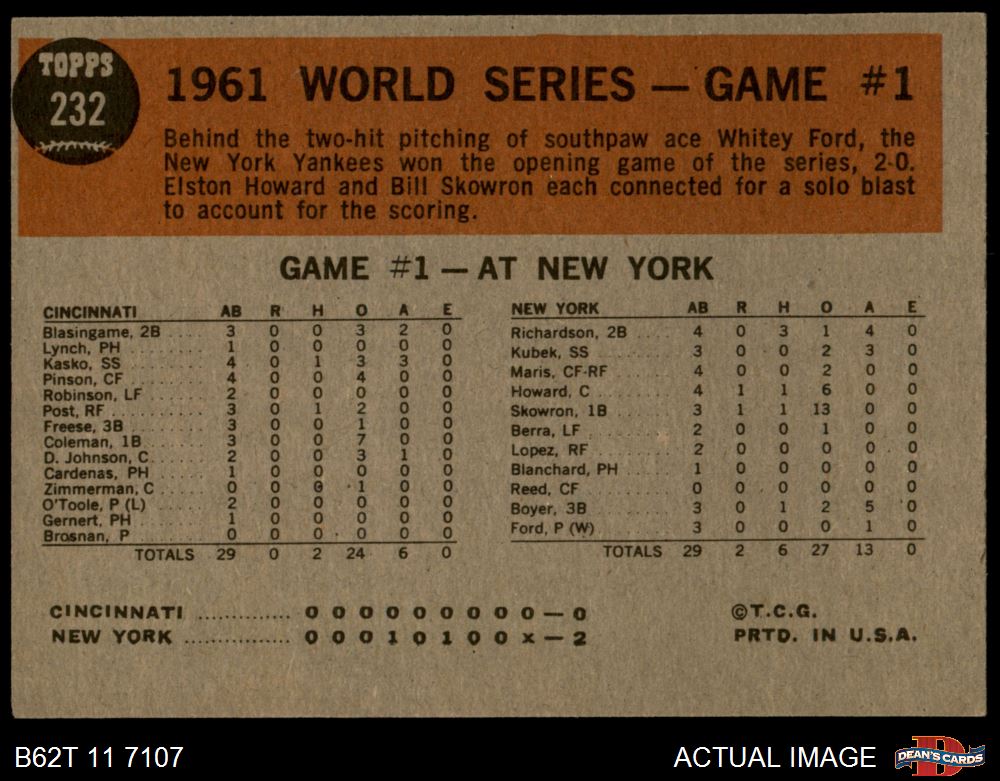 TOPPS
232
1961 WORLD SERIES — GAME #1
Behind the two-hit pitching of southpaw ace Whitey Ford, the
New York Yankees won the opening game of the series, 2-0.
Elston Howard and Bill Skowron each connected for a solo blast
to account for the scoring.
GAME #1 — AT NEW YORK
CINCINNATI AB R H O A E
Blasingame, 2B 3 0 0 3 2 0
Lynch, PH 1 0 0 0 0 0
Kasko, SS 4 0 1 3 3 0
Pinson, CF 4 0 0 4 0 0
Robinson, LF 2 0 0 0 0 0
Post, RF 3 0 1 2 0 0
Freese, 3B 3 0 0 1 0 0
Coleman, 1B 3 0 0 7 0 0
D. Johnson, C 2 0 0 3 1 0
Cardenas, PH 1 0 0 0 0 0
Zimmerman, C 0 0 0 1 0 0
O'Toole, P (L) 2 0 0 0 0 0
Gernert, PH 1 0 0 0 0 0
Brosnan, P 0 0 0 0 0 0
TOTALS 29 0 2 24 6 0
NEW YORK AB R H O A E
Richardson, 2B 4 0 3 1 4 0
Kubek, SS 3 0 0 2 3 0
Maris, CF-RF 4 0 0 2 0 0
Howard, C 4 1 1 6 0 0
Skowron, 1B 3 1 1 13 0 0
Berra, LF 2 0 0 1 0 0
Lopez, RF 2 0 0 0 0 0
Blanchard, PH 1 0 0 0 0 0
Reed, CF 0 0 0 0 0 0
Boyer, 3B 3 0 1 2 5 0
Ford, P (W) 3 0 0 0 1 0
TOTALS 29 2 6 27 13 0
CINCINNATI .............. 0 0 0 0 0 0 0 0 0 — 0
NEW YORK ................ 0 0 0 1 0 1 0 0 x — 2
©T.C.G.
PRTD. IN U.S.A.
B62T 11 7107
ACTUAL IMAGE
D
DEAN'S CARDS